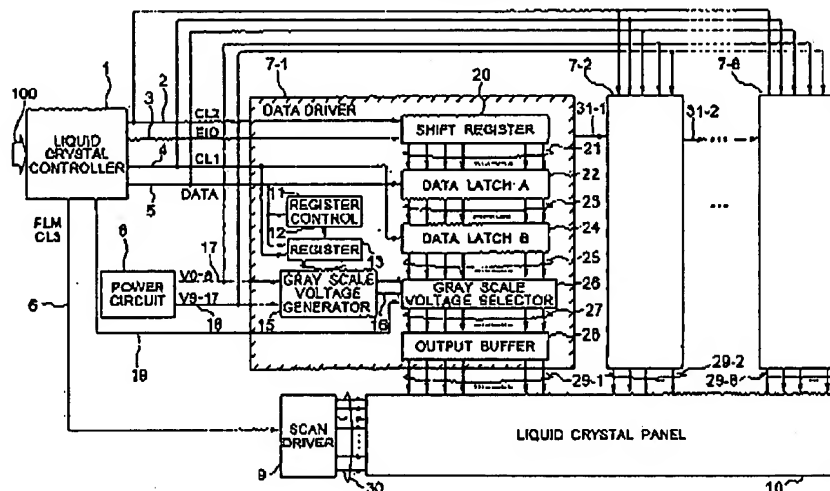 7-1
20
7-2
7-8
1
2
3
100
CL2
DATA DRIVER
31-1
31-2
LIQUID
CRYSTAL
CONTROLLER
EIO
SHIFT REGISTER
4
CL1
21
5
DATA
DATA LATCH A
22
11
REGISTER
CONTROL
23
12
DATA LATCH B
24
FLM
CL3
REGISTER
13
25
8
17
V0-8
GRAY SCALE
VOLTAGE
GENERATOR
GRAY SCALE
VOLTAGE SELECTOR
26
POWER
CIRCUIT
V9-17
27
6
18
15
16
OUTPUT BUFFER
28
19
29-1
29-2
29-8
...
SCAN
DRIVER
LIQUID CRYSTAL PANEL
9
30
10